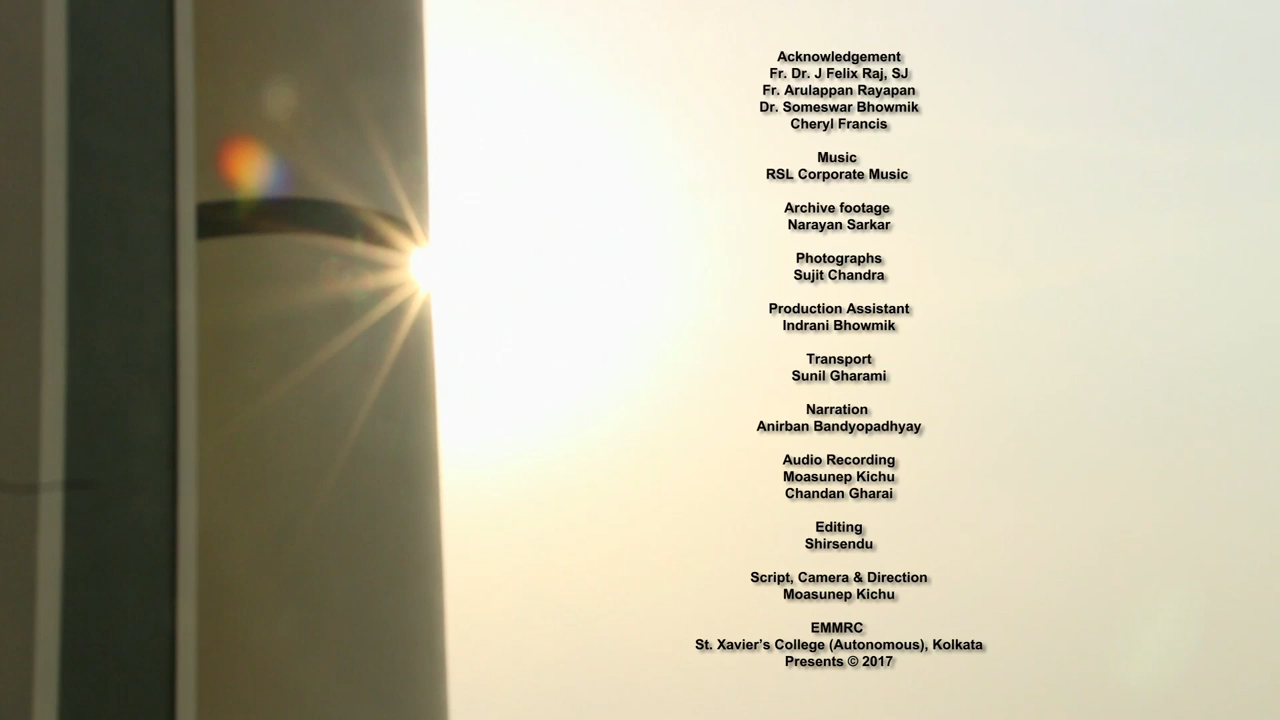 Acknowledgement
Fr. Dr. J Felix Raj, SJ
Fr. Arulappan Rayapan
Dr. Someswar Bhowmik
Cheryl Francis
Music
RSL Corporate Music
Archive footage
Narayan Sarkar
Photographs
Sujit Chandra
Production Assistant
Indrani Bhowmik
Transport
Sunil Gharami
Narration
Anirban Bandyopadhyay
Audio Recording
Moasunep Kichu
Chandan Gharai
Editing
Shirsendu
Script, Camera & Direction
Moasunep Kichu
EMMRC
St. Xavier’s College (Autonomous), Kolkata
Presents © 2017